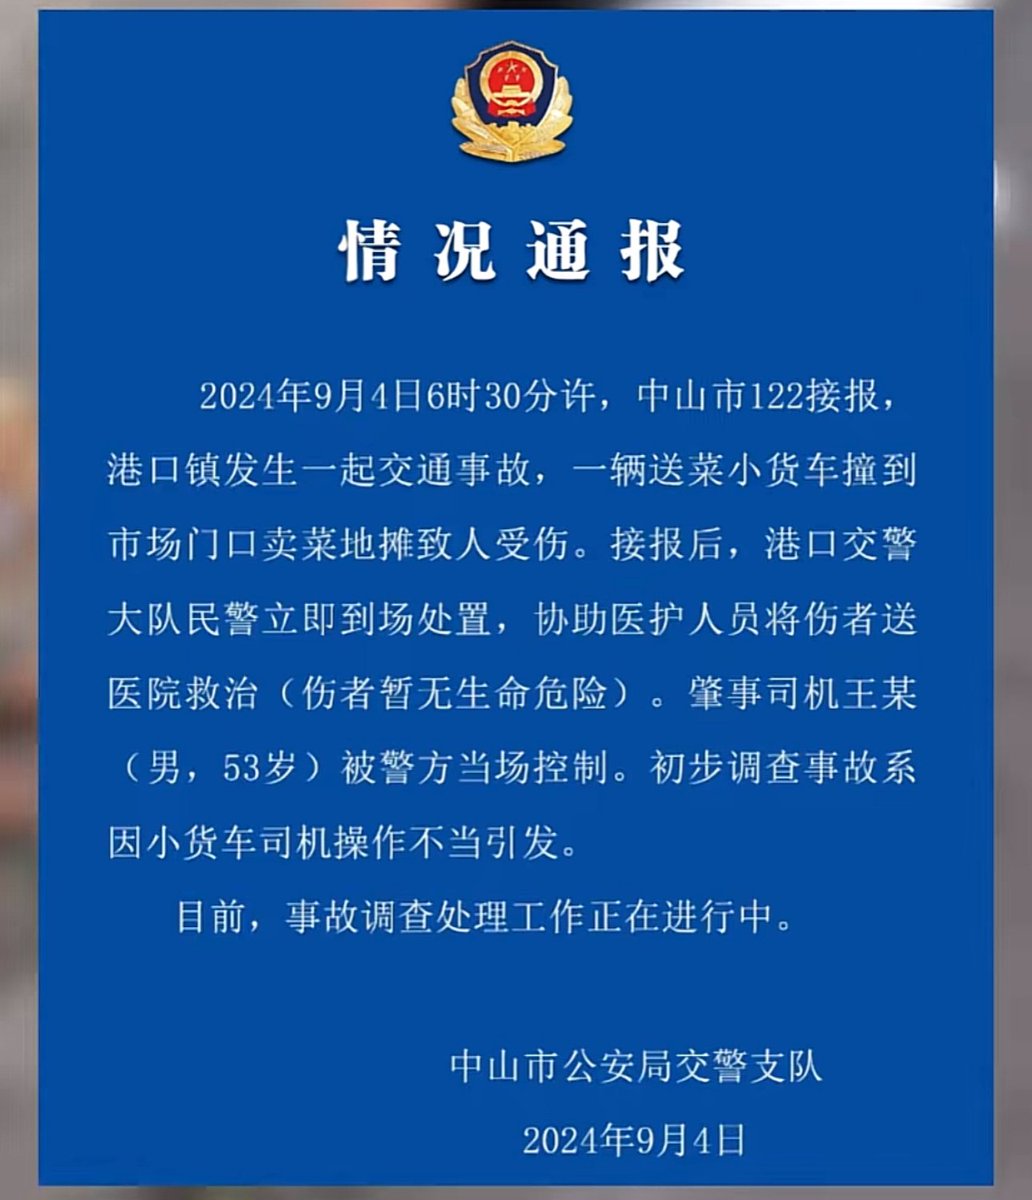 情况通报
2024年9月4日6时30分许，中山市122接报，
港口镇发生一起交通事故，一辆送菜小货车撞到
市场门口卖菜地摊致人受伤。接报后，港口交警
大队民警立即到场处置，协助医护人员将伤者送
医院救治（伤者暂无生命危险）。肇事司机王某
（男，53岁）被警方当场控制。初步调查事故系
因小货车司机操作不当引发。
目前，事故调查处理工作正在进行中。
中山市公安局交警支队
2024年9月4日